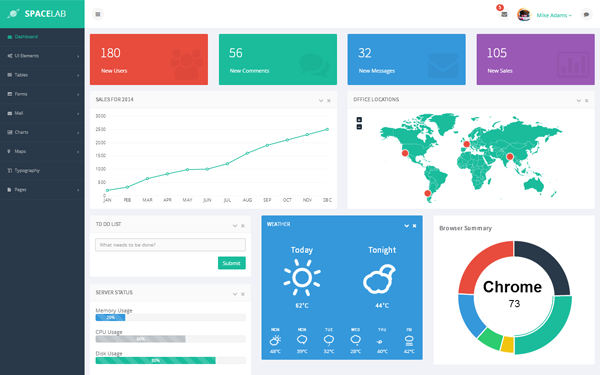 SPACELAB
5
Mike Adams
Dashboard
UI Elements
Tables
Forms
Mail
Charts
Maps
Typography
Pages
180
New Users
56
New Comments
32
New Messages
105
New Sales
SALES FOR 2014
3000
2500
2000
1500
1000
500
0
JAN FEB MAR APR MAY JUN JUL AUG SEP OCT NOV DEC
OFFICE LOCATIONS
+
-
TO DO LIST
What needs to be done?
Submit
SERVER STATUS
Memory Usage
20%
CPU Usage
60%
Disk Usage
80%
WEATHER
Today Tonight
62°C 44°C
MON MON TUE WED THU FRI
48°C 39°C 32°C 28°C 40°C 42°C
Browser Summary
Chrome
73